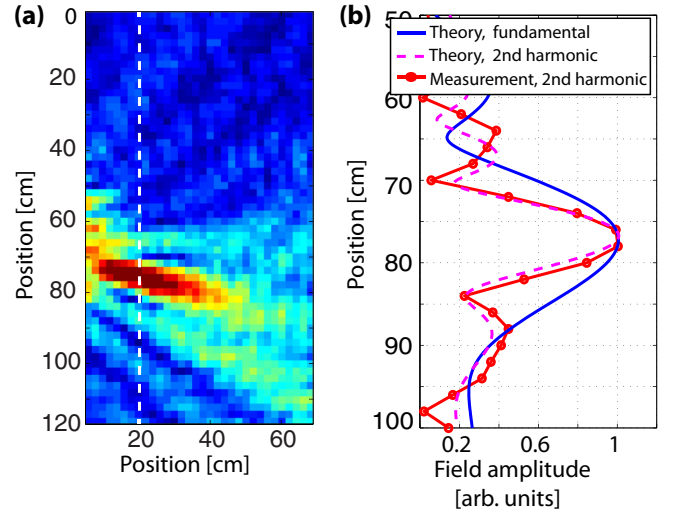 (a)
0
20
40
60
80
100
120
Position [cm]
20
40
60
Position [cm]
(b)
50
60
70
80
90
100
Position [cm]
Theory, fundamental
Theory, 2nd harmonic
Measurement, 2nd harmonic
0.2
0.6
1
Field amplitude
[arb. units]